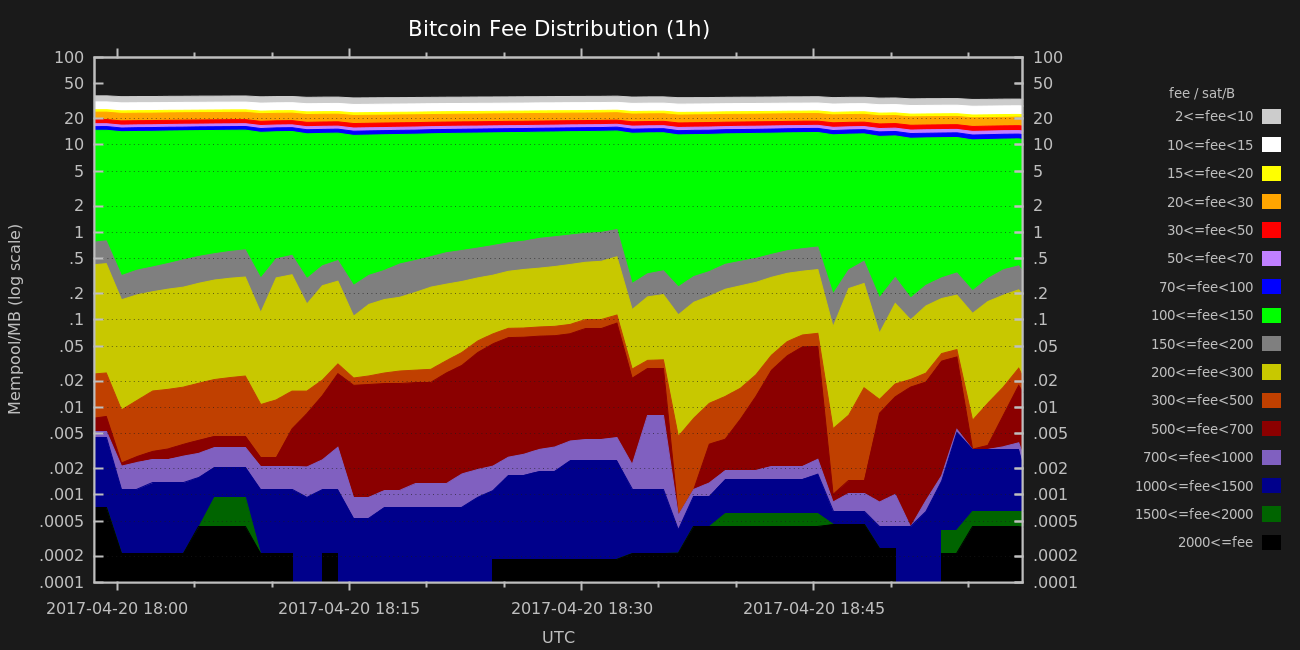 Bitcoin Fee Distribution (1h)
Mempool/MB (log scale)
100
50
20
10
5
2
1
.5
.2
.1
.05
.02
.01
.005
.002
.001
.0005
.0002
.0001
100
50
20
10
5
2
1
.5
.2
.1
.05
.02
.01
.005
.002
.001
.0005
.0002
.0001
2017-04-20 18:00
2017-04-20 18:15
2017-04-20 18:30
2017-04-20 18:45
UTC
fee / sat/B
2<=fee<10
10<=fee<15
15<=fee<20
20<=fee<30
30<=fee<50
50<=fee<70
70<=fee<100
100<=fee<150
150<=fee<200
200<=fee<300
300<=fee<500
500<=fee<700
700<=fee<1000
1000<=fee<1500
1500<=fee<2000
2000<=fee